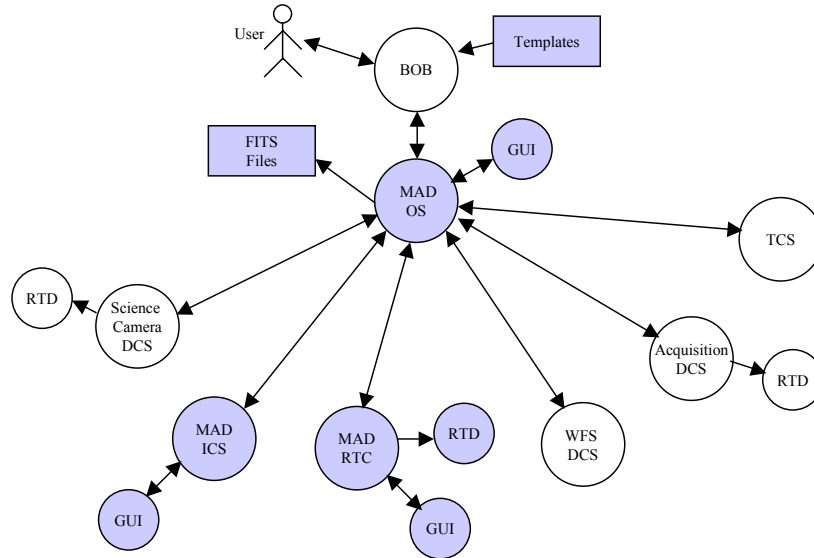 User
BOB
Templates
FITS
Files
GUI
MAD
OS
TCS
RTD
Science
Camera
DCS
Acquisition
DCS
RTD
MAD
ICS
MAD
RTC
RTD
WFS
DCS
GUI
GUI